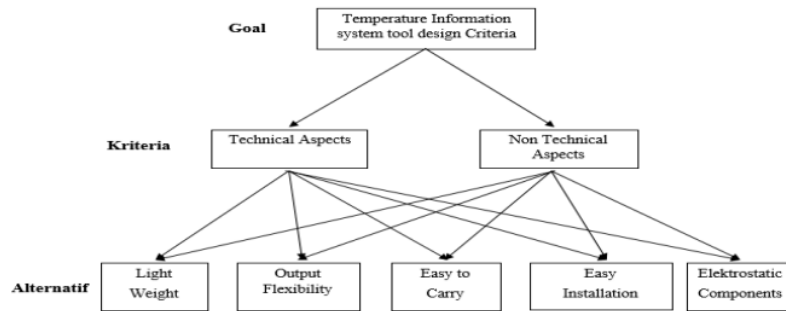 Goal
Temperature Information
system tool design Criteria
Kriteria
Technical Aspects
Non Technical
Aspects
Alternatif
Light
Weight
Output
Flexibility
Easy to
Carry
Easy
Installation
Elektrostatic
Components